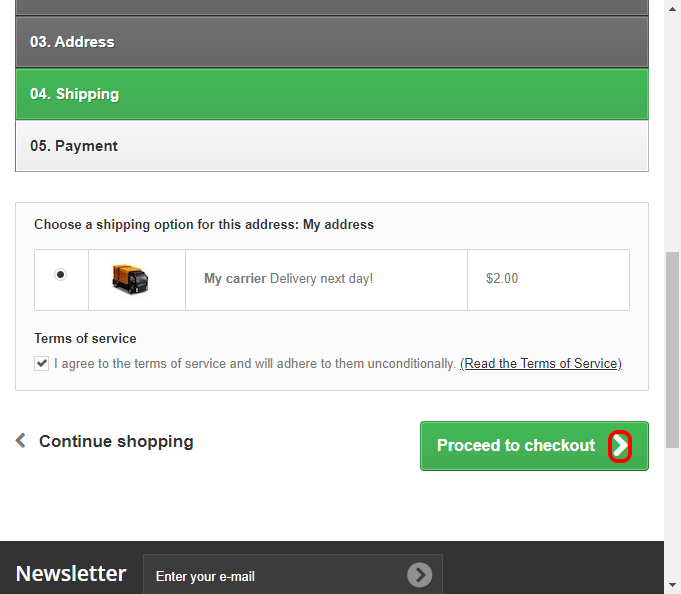 03. Address
04. Shipping
05. Payment
Choose a shipping option for this address: My address
My carrier Delivery next day!
$2.00
Terms of service
I agree to the terms of service and will adhere to them unconditionally. (Read the Terms of Service)
Continue shopping
Proceed to checkout
Newsletter
Enter your e-mail